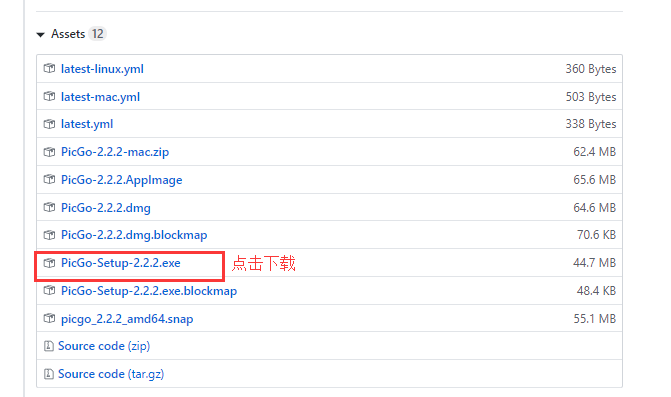 Assets 12
latest-linux.yml 360 Bytes
latest-mac.yml 503 Bytes
latest.yml 338 Bytes
PicGo-2.2.2-mac.zip 62.4 MB
PicGo-2.2.2.AppImage 65.6 MB
PicGo-2.2.2.dmg 64.6 MB
PicGo-2.2.2.dmg.blockmap 70.6 KB
PicGo-Setup-2.2.2.exe 点击下载 44.7 MB
PicGo-Setup-2.2.2.exe.blockmap 48.4 KB
picgo_2.2.2_amd64.snap 55.1 MB
Source code (zip)
Source code (tar.gz)